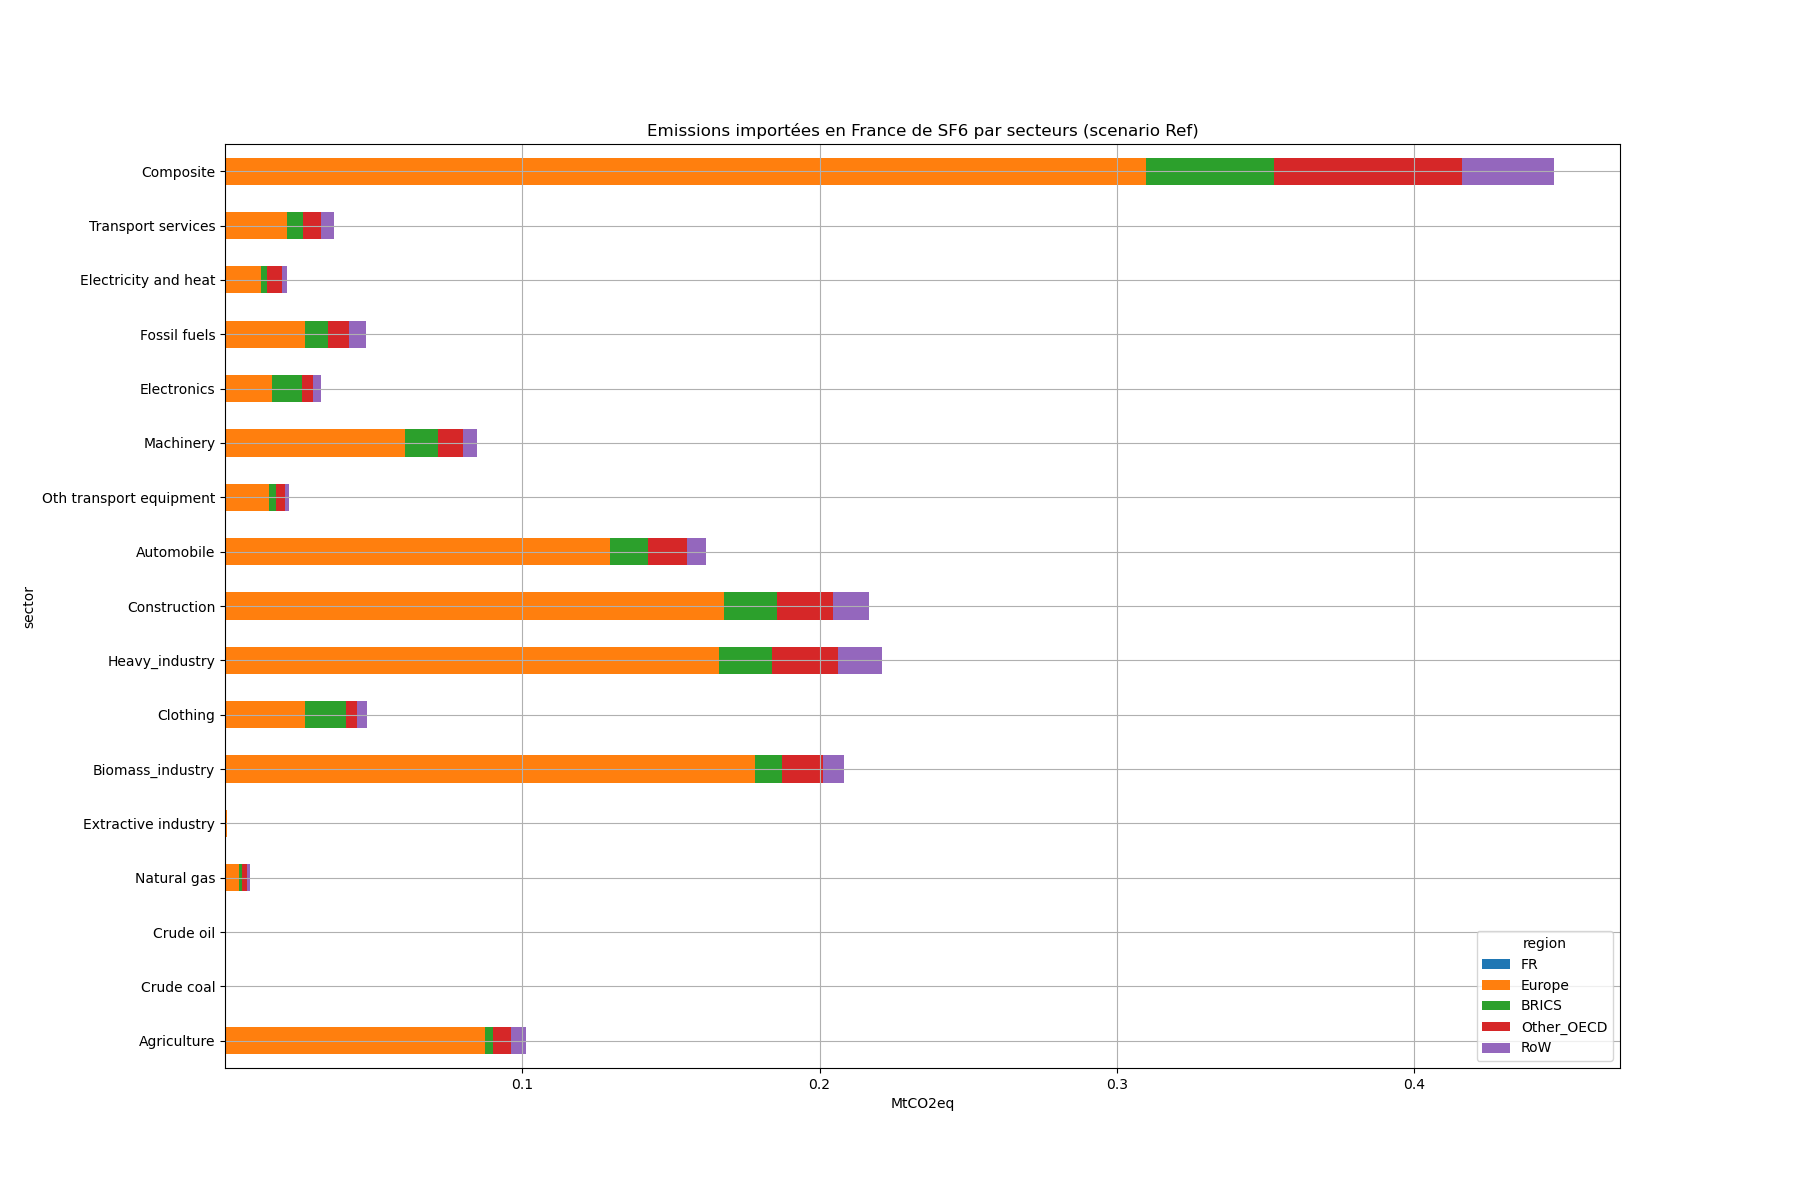 Emissions importées en France de SF6 par secteurs (scenario Ref)
sector
Composite
Transport services
Electricity and heat
Fossil fuels
Electronics
Machinery
Oth transport equipment
Automobile
Construction
Heavy_industry
Clothing
Biomass_industry
Extractive industry
Natural gas
Crude oil
Crude coal
Agriculture
region
FR
Europe
BRICS
Other_OECD
RoW
0.1 0.2 0.3 0.4
MtCO2eq